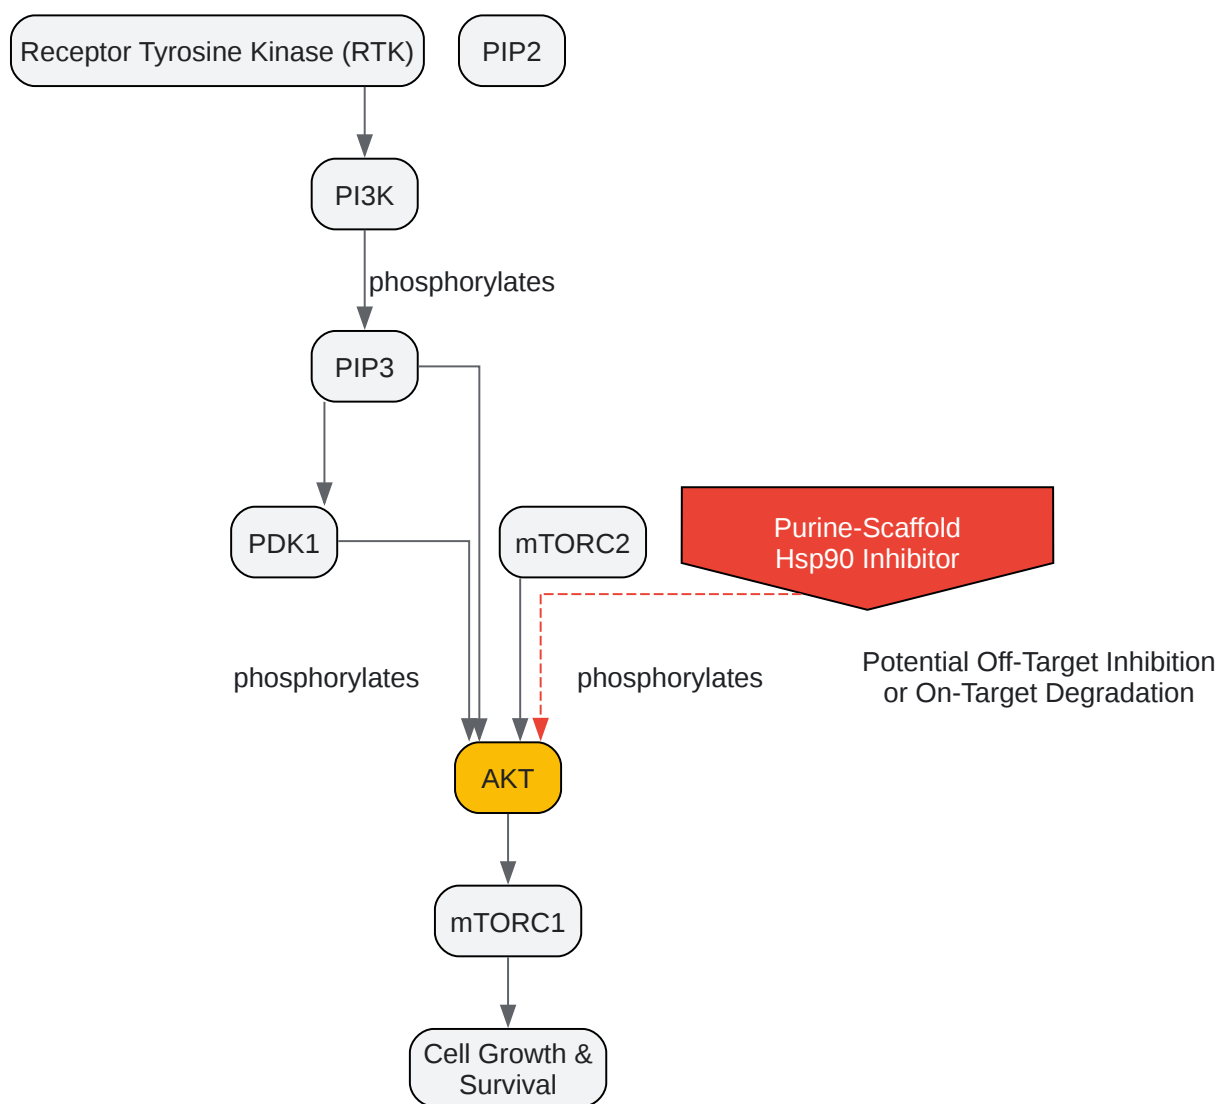 Receptor Tyrosine Kinase (RTK)
PIP2
PI3K
phosphorylates
PIP3
PDK1
mTORC2
Purine-Scaffold
Hsp90 Inhibitor
phosphorylates
phosphorylates
Potential Off-Target Inhibition
or On-Target Degradation
AKT
mTORC1
Cell Growth &
Survival